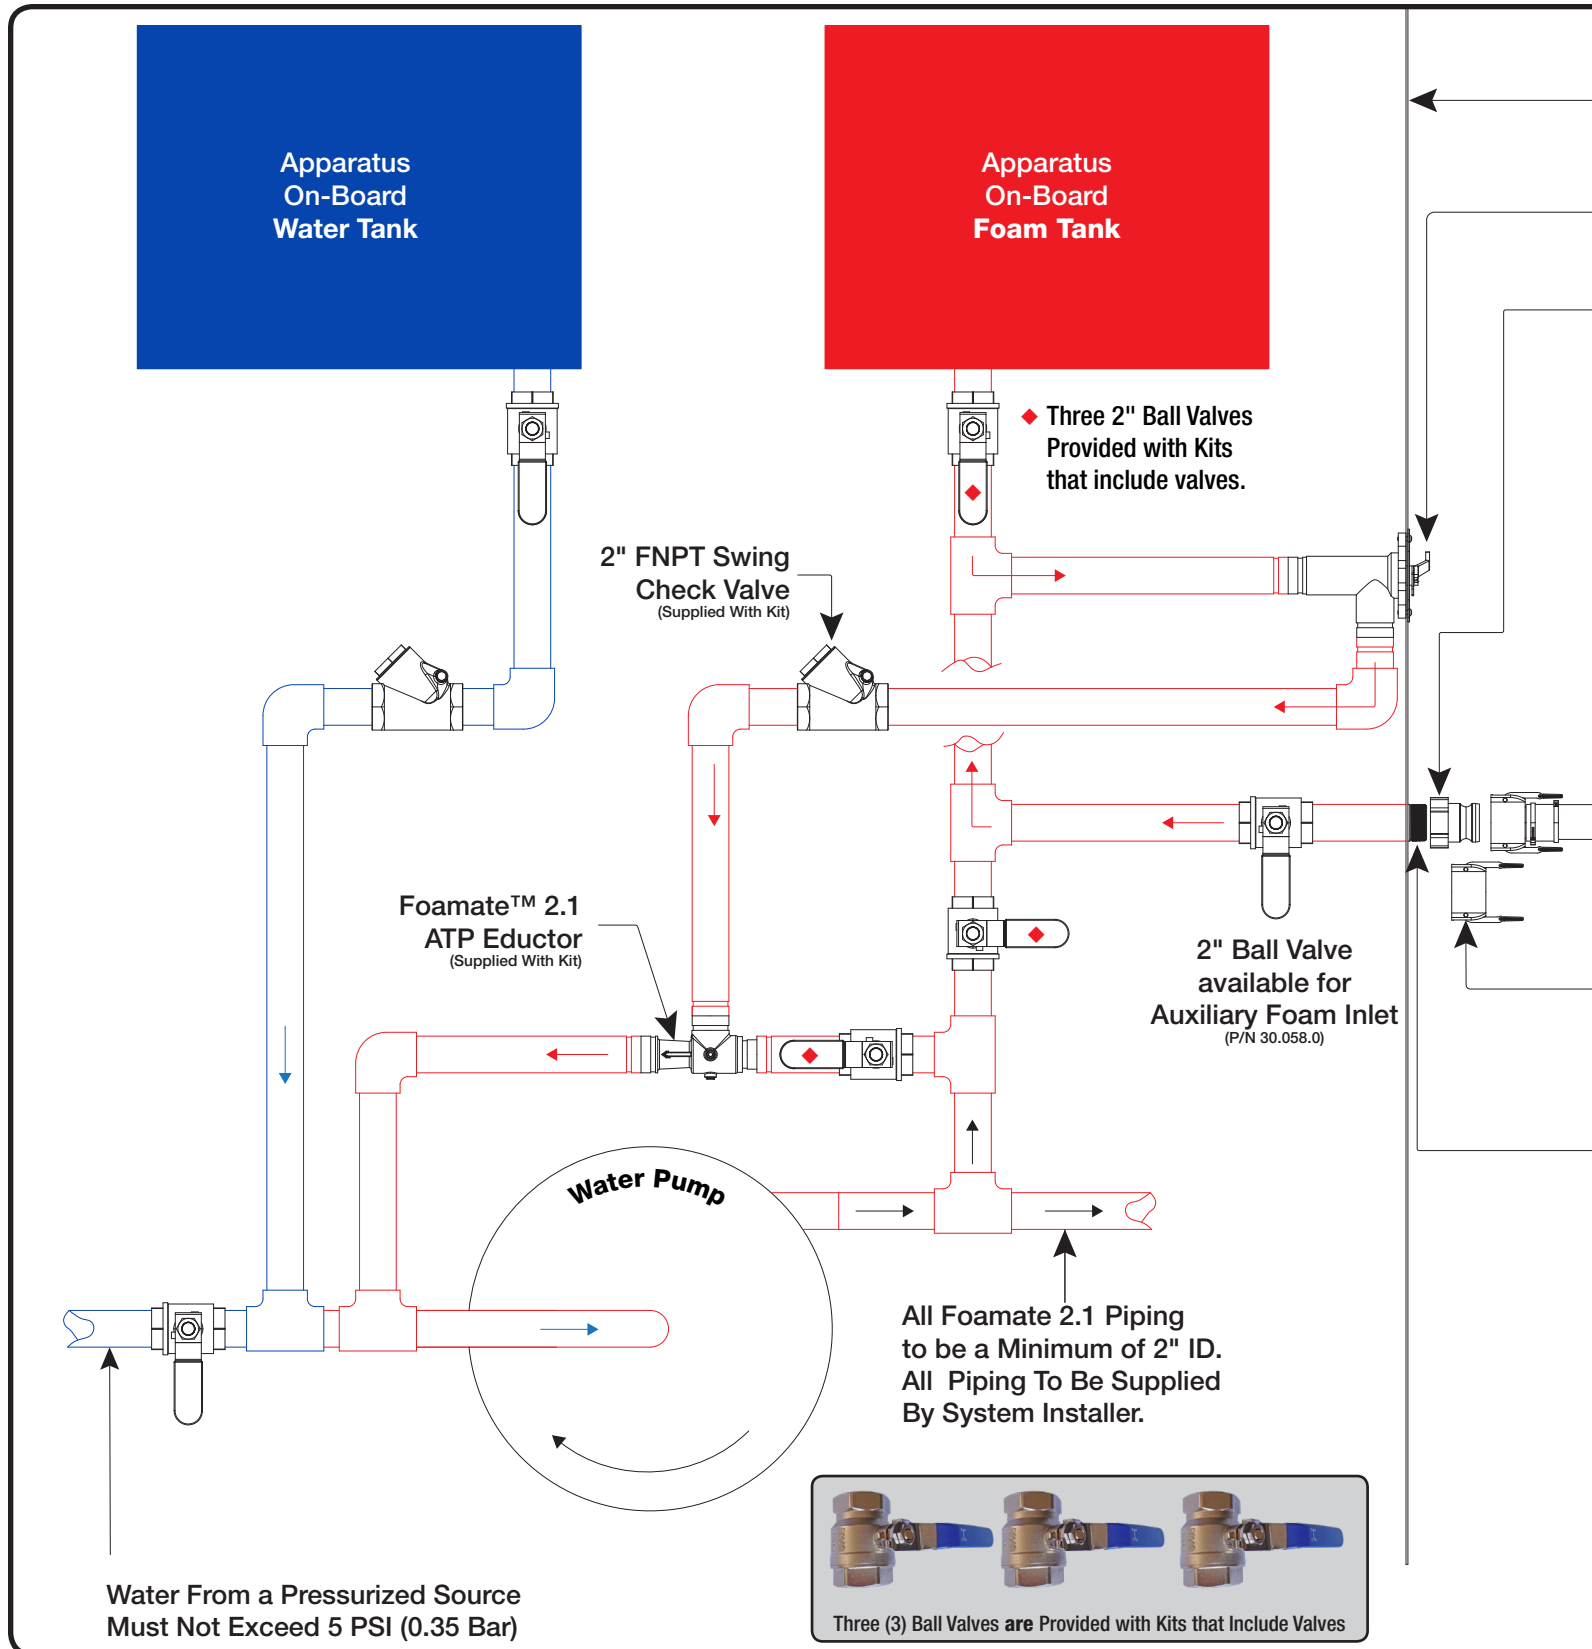 Apparatus
On-Board
Water Tank
Apparatus
On-Board
Foam Tank
Three 2" Ball Valves
Provided with Kits
that include valves.
2" FNPT Swing
Check Valve
(Supplied With Kit)
Foamate™ 2.1
ATP Eductor
(Supplied With Kit)
2" Ball Valve
available for
Auxiliary Foam Inlet
(P/N 30.058.0)
Water Pump
All Foamate 2.1 Piping
to be a Minimum of 2" ID.
All Piping To Be Supplied
By System Installer.
Water From a Pressurized Source
Must Not Exceed 5 PSI (0.35 Bar)
Three (3) Ball Valves are Provided with Kits that Include Valves